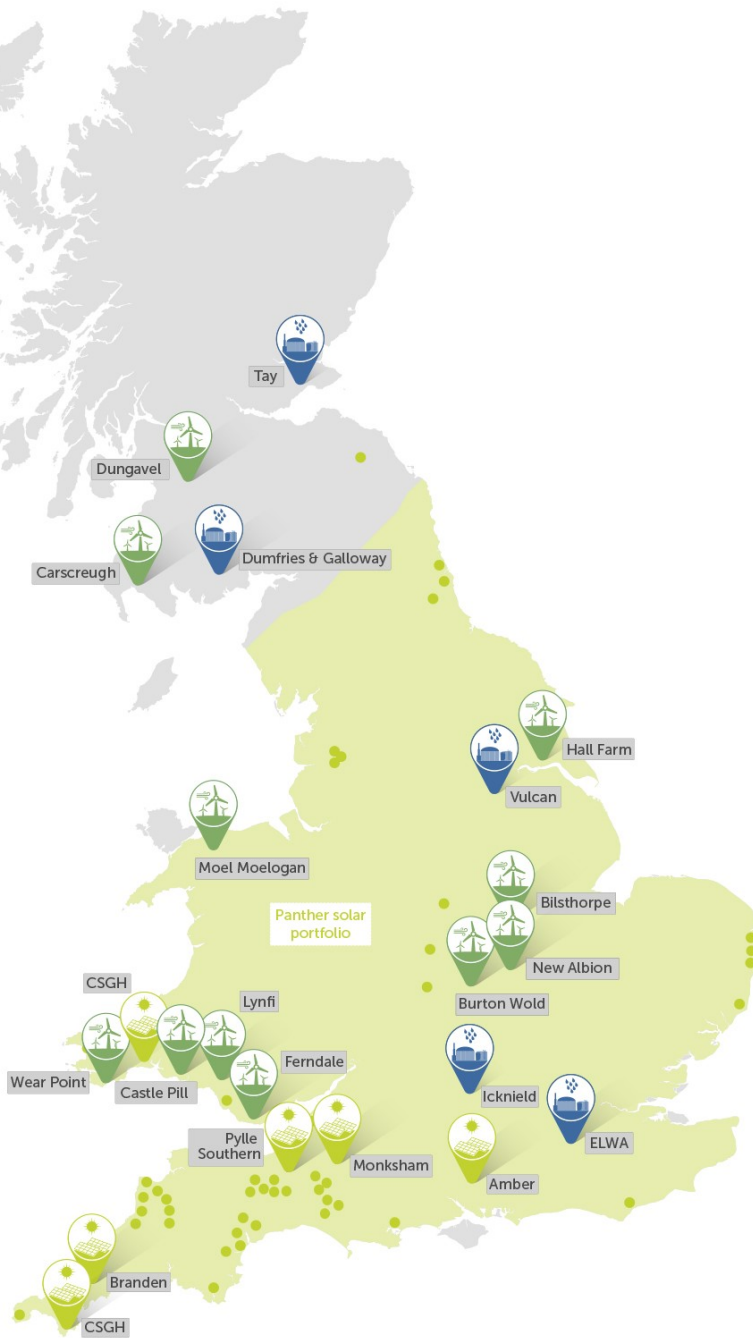 Tay
Dungavel
Dumfries & Galloway
Carscreugh
Hall Farm
Vulcan
Moel Moelogan
Bilsthorpe
Panther solar
portfolio
New Albion
CSGH
Lynfi
Burton Wold
Ferndale
Wear Point
Castle Pill
Icknield
Pylle
Southern
ELWA
Monksham
Amber
Branden
CSGH